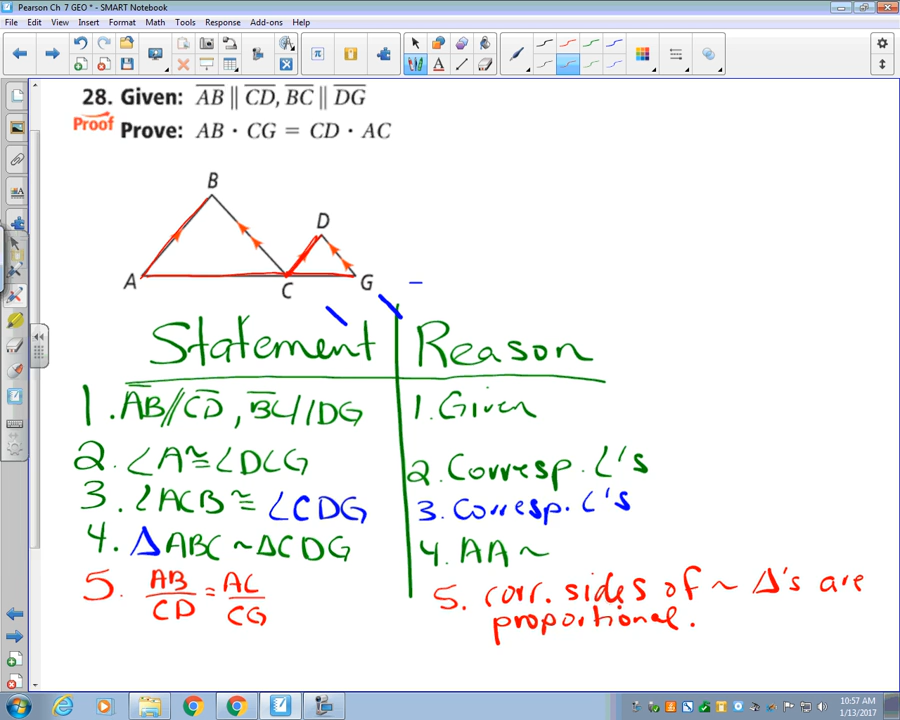 Pearson Ch 7 GEO * - SMART Notebook
File Edit View Insert Format Math Tools Response Add-ons Help
28. Given: AB ∥ CD, BC ∥ DG
Proof Prove: AB · CG = CD · AC
B
D
A
C
G
Statement Reason
1. AB//CD, BC//DG 1. Given
2. ∠A≅∠DCG 2. Corresp. ∠'s
3. ∠ACB ≅ ∠CDG 3. Corresp. ∠'s
4. ΔABC ~ ΔCDG 4. AA ~
5. AB/CD = AC/CG 5. corr. sides of ~ Δ's are
proportional.
10:57 AM
1/13/2017